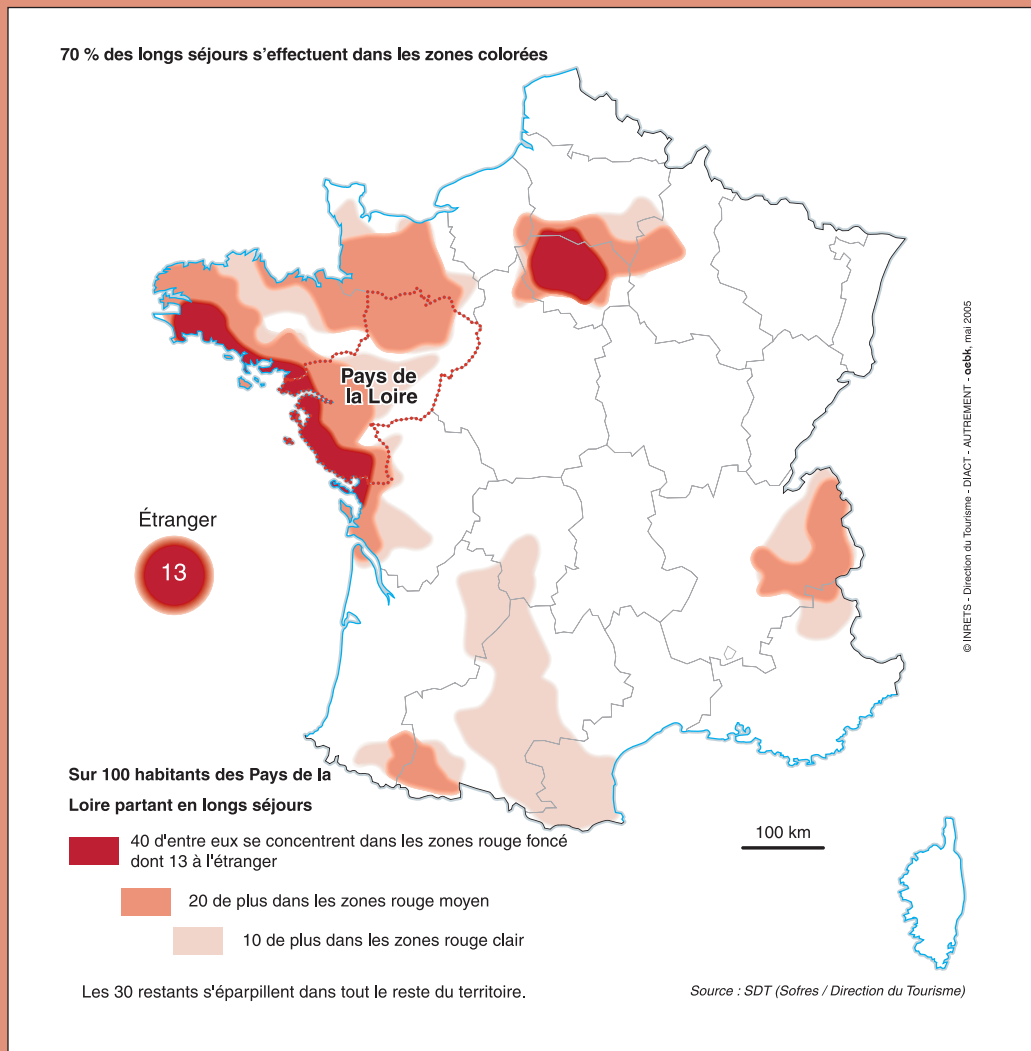 70 % des longs séjours s'effectuent dans les zones colorées
Pays de
la Loire
Étranger
13
© INRETS - Direction du Tourisme - DIACT - AUTREMENT - oebk, mai 2005
Sur 100 habitants des Pays de la
Loire partant en longs séjours
40 d'entre eux se concentrent dans les zones rouge foncé
dont 13 à l'étranger
20 de plus dans les zones rouge moyen
10 de plus dans les zones rouge clair
Les 30 restants s'éparpillent dans tout le reste du territoire.
100 km
Source : SDT (Sofres / Direction du Tourisme)